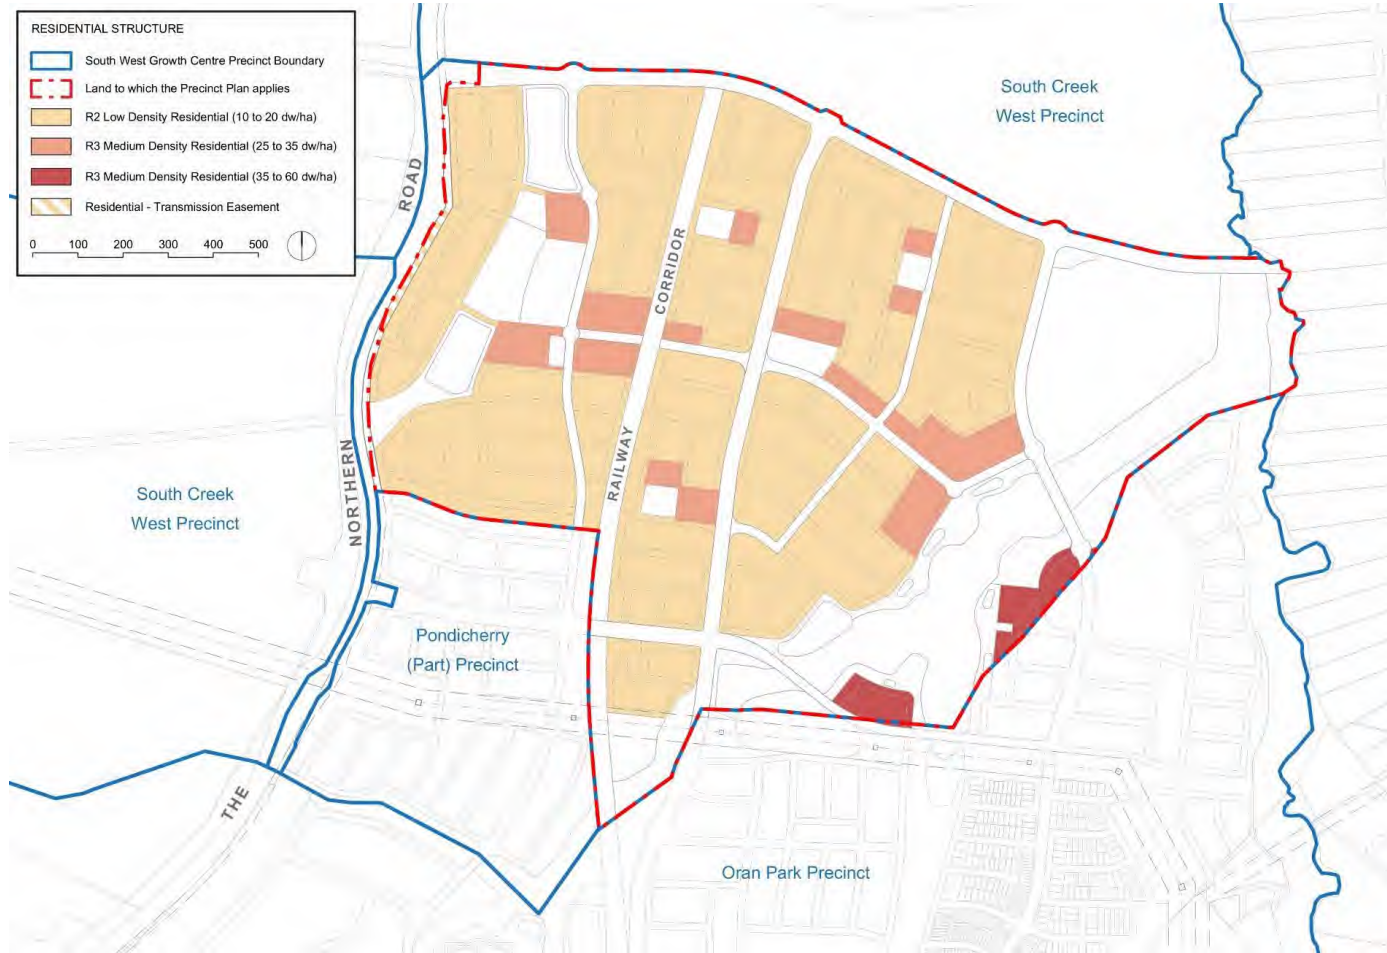 RESIDENTIAL STRUCTURE
South West Growth Centre Precinct Boundary
Land to which the Precinct Plan applies
R2 Low Density Residential (10 to 20 dw/ha)
R3 Medium Density Residential (25 to 35 dw/ha)
R3 Medium Density Residential (35 to 60 dw/ha)
Residential - Transmission Easement
0 100 200 300 400 500
South Creek
West Precinct
THE NORTHERN ROAD
RAILWAY CORRIDOR
South Creek
West Precinct
Pondicherry
(Part) Precinct
Oran Park Precinct